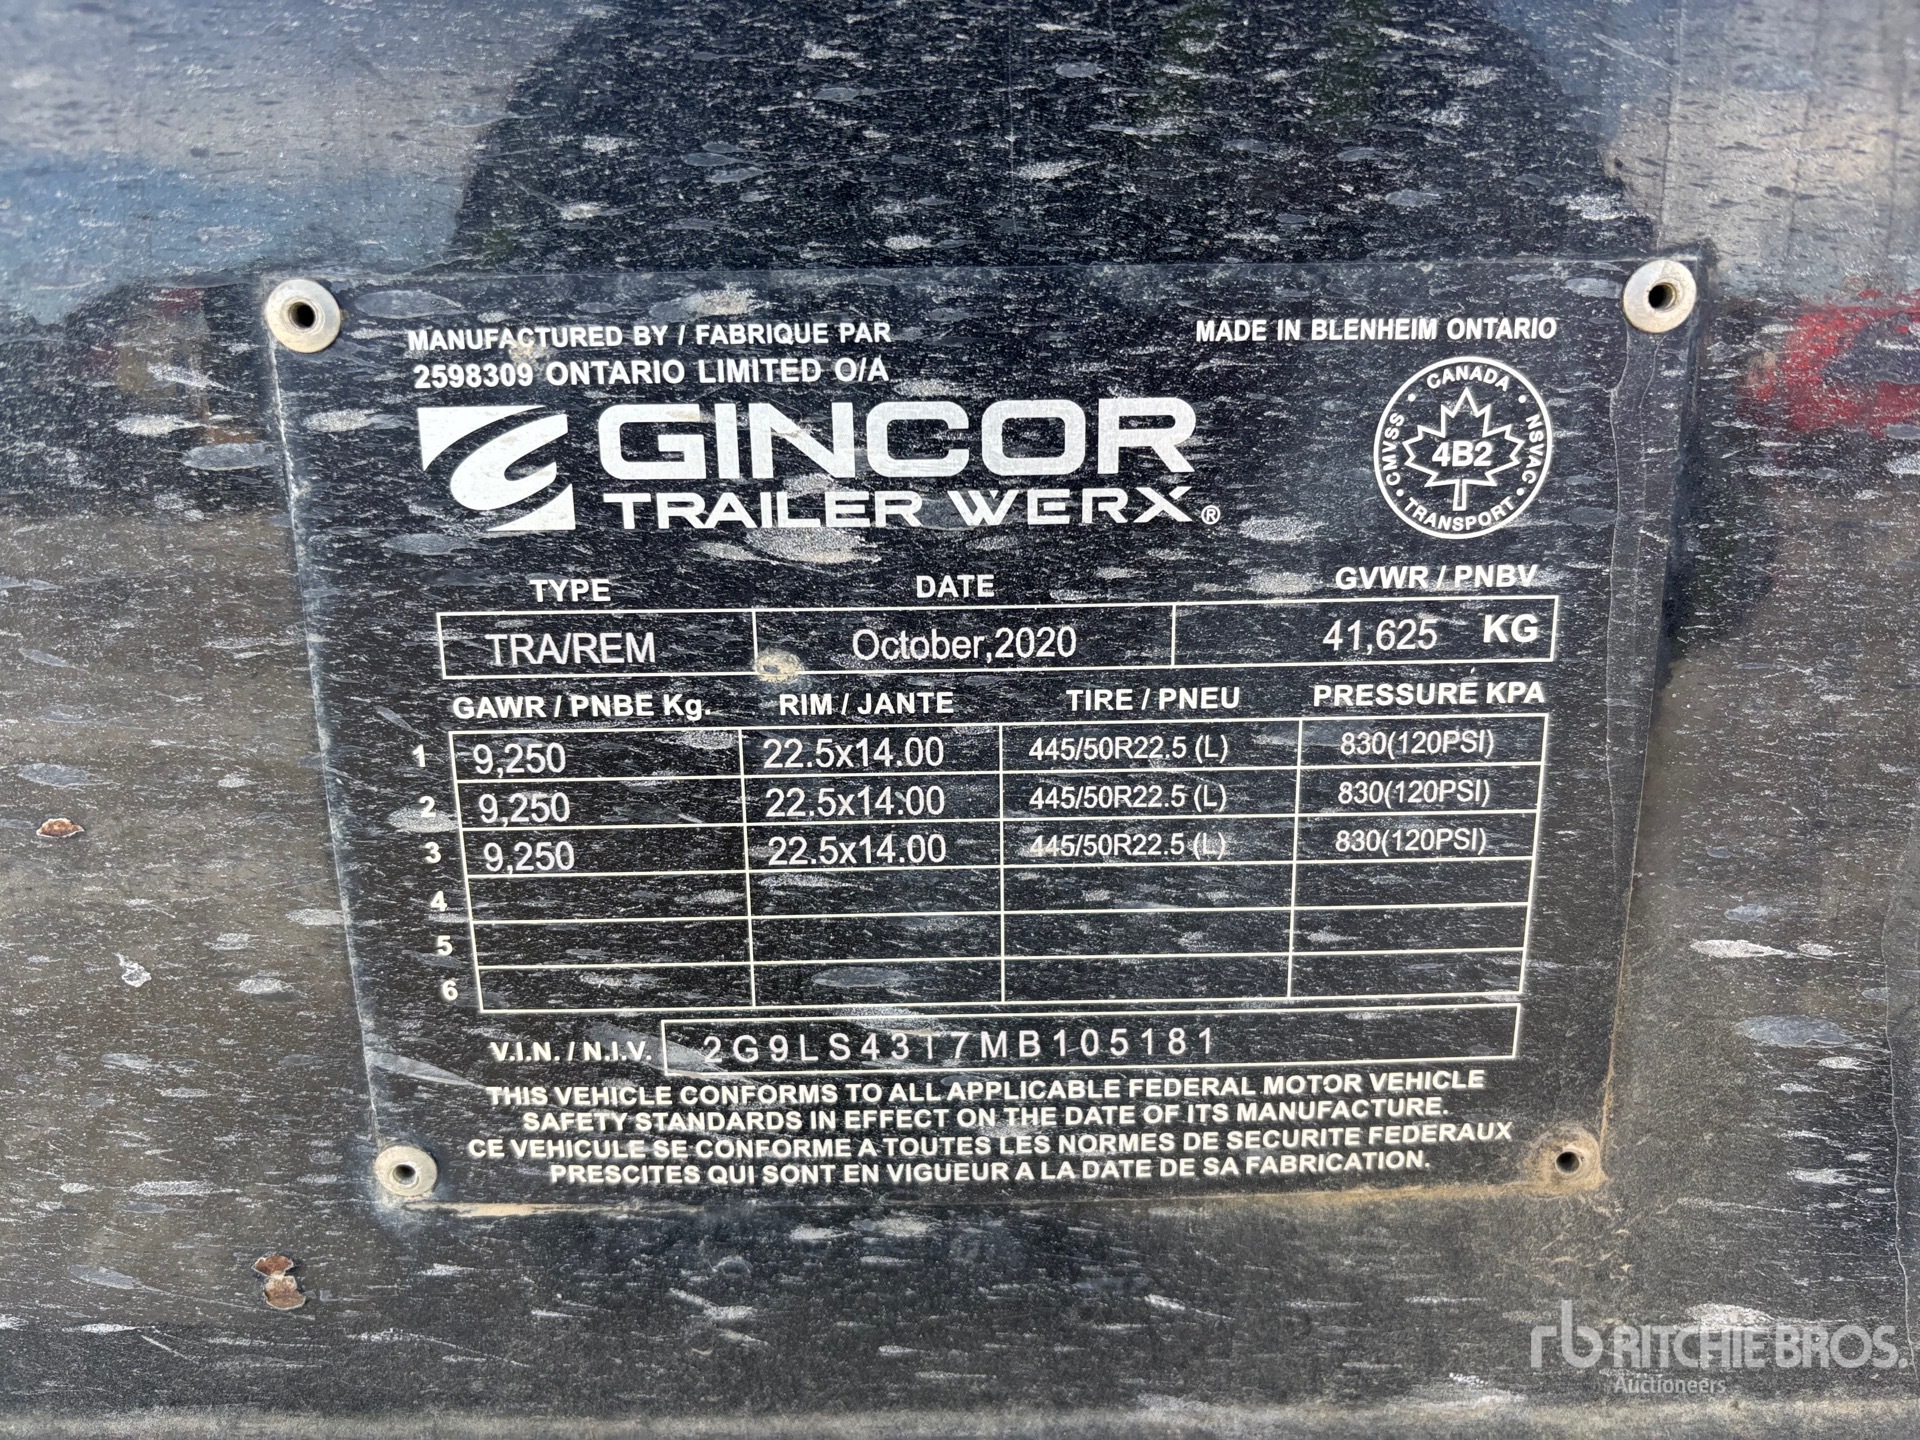 MANUFACTURED BY / FABRIQUE PAR
2598309 ONTARIO LIMITED O/A
MADE IN BLENHEIM ONTARIO
GINCOR
TRAILER WERX®
CANADA • NSVAC • TRANSPORT • CMVSS •
4B2
TYPE DATE GVWR / PNBV
TRA/REM October,2020 41,625 KG
GAWR / PNBE Kg. RIM / JANTE TIRE / PNEU PRESSURE KPA
1 9,250 22.5x14.00 445/50R22.5 (L) 830(120PSI)
2 9,250 22.5x14.00 445/50R22.5 (L) 830(120PSI)
3 9,250 22.5x14.00 445/50R22.5 (L) 830(120PSI)
4
5
6
V.I.N. / N.I.V. 2G9LS43T7MB105181
THIS VEHICLE CONFORMS TO ALL APPLICABLE FEDERAL MOTOR VEHICLE
SAFETY STANDARDS IN EFFECT ON THE DATE OF ITS MANUFACTURE.
CE VEHICULE SE CONFORME A TOUTES LES NORMES DE SECURITE FEDERAUX
PRESCITES QUI SONT EN VIGUEUR A LA DATE DE SA FABRICATION.
rb RITCHIE BROS.
Auctioneers